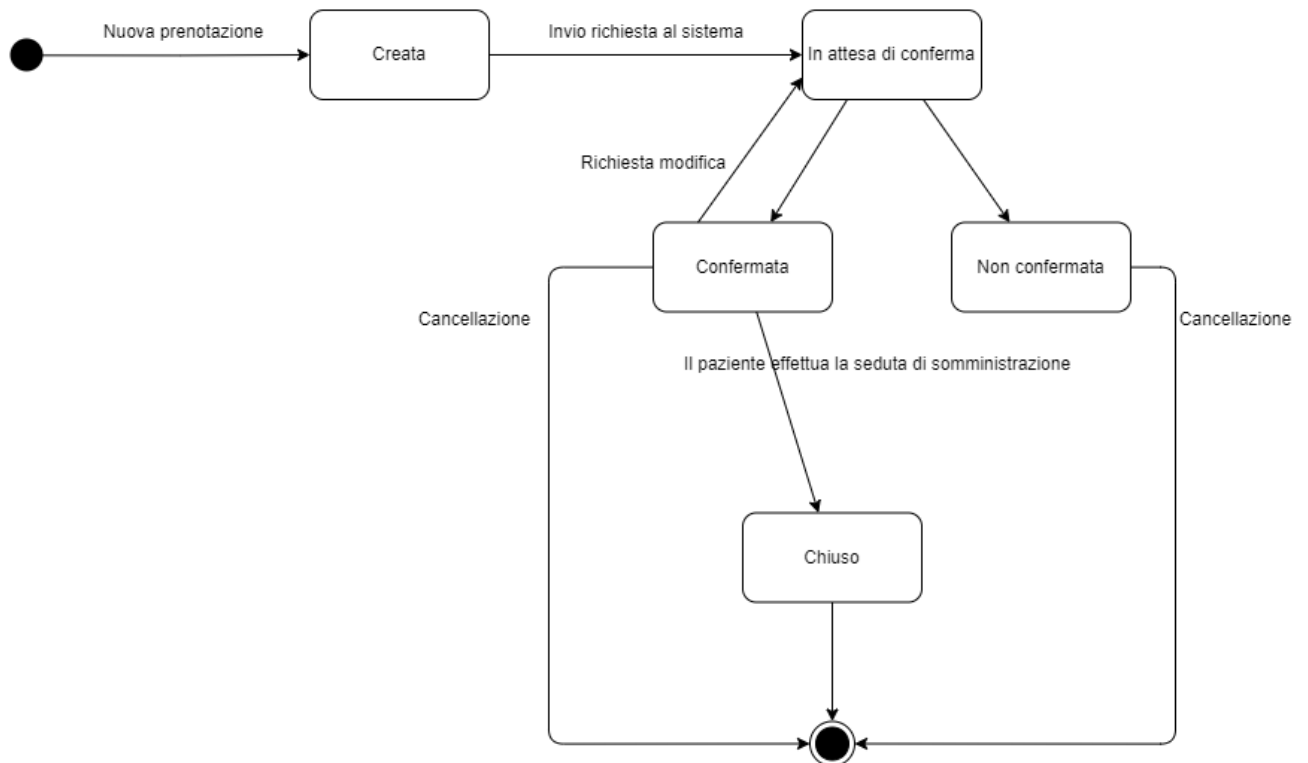 Nuova prenotazione
Creata
Invio richiesta al sistema
In attesa di conferma
Richiesta modifica
Confermata
Non confermata
Cancellazione
Cancellazione
Il paziente effettua la seduta di somministrazione
Chiuso